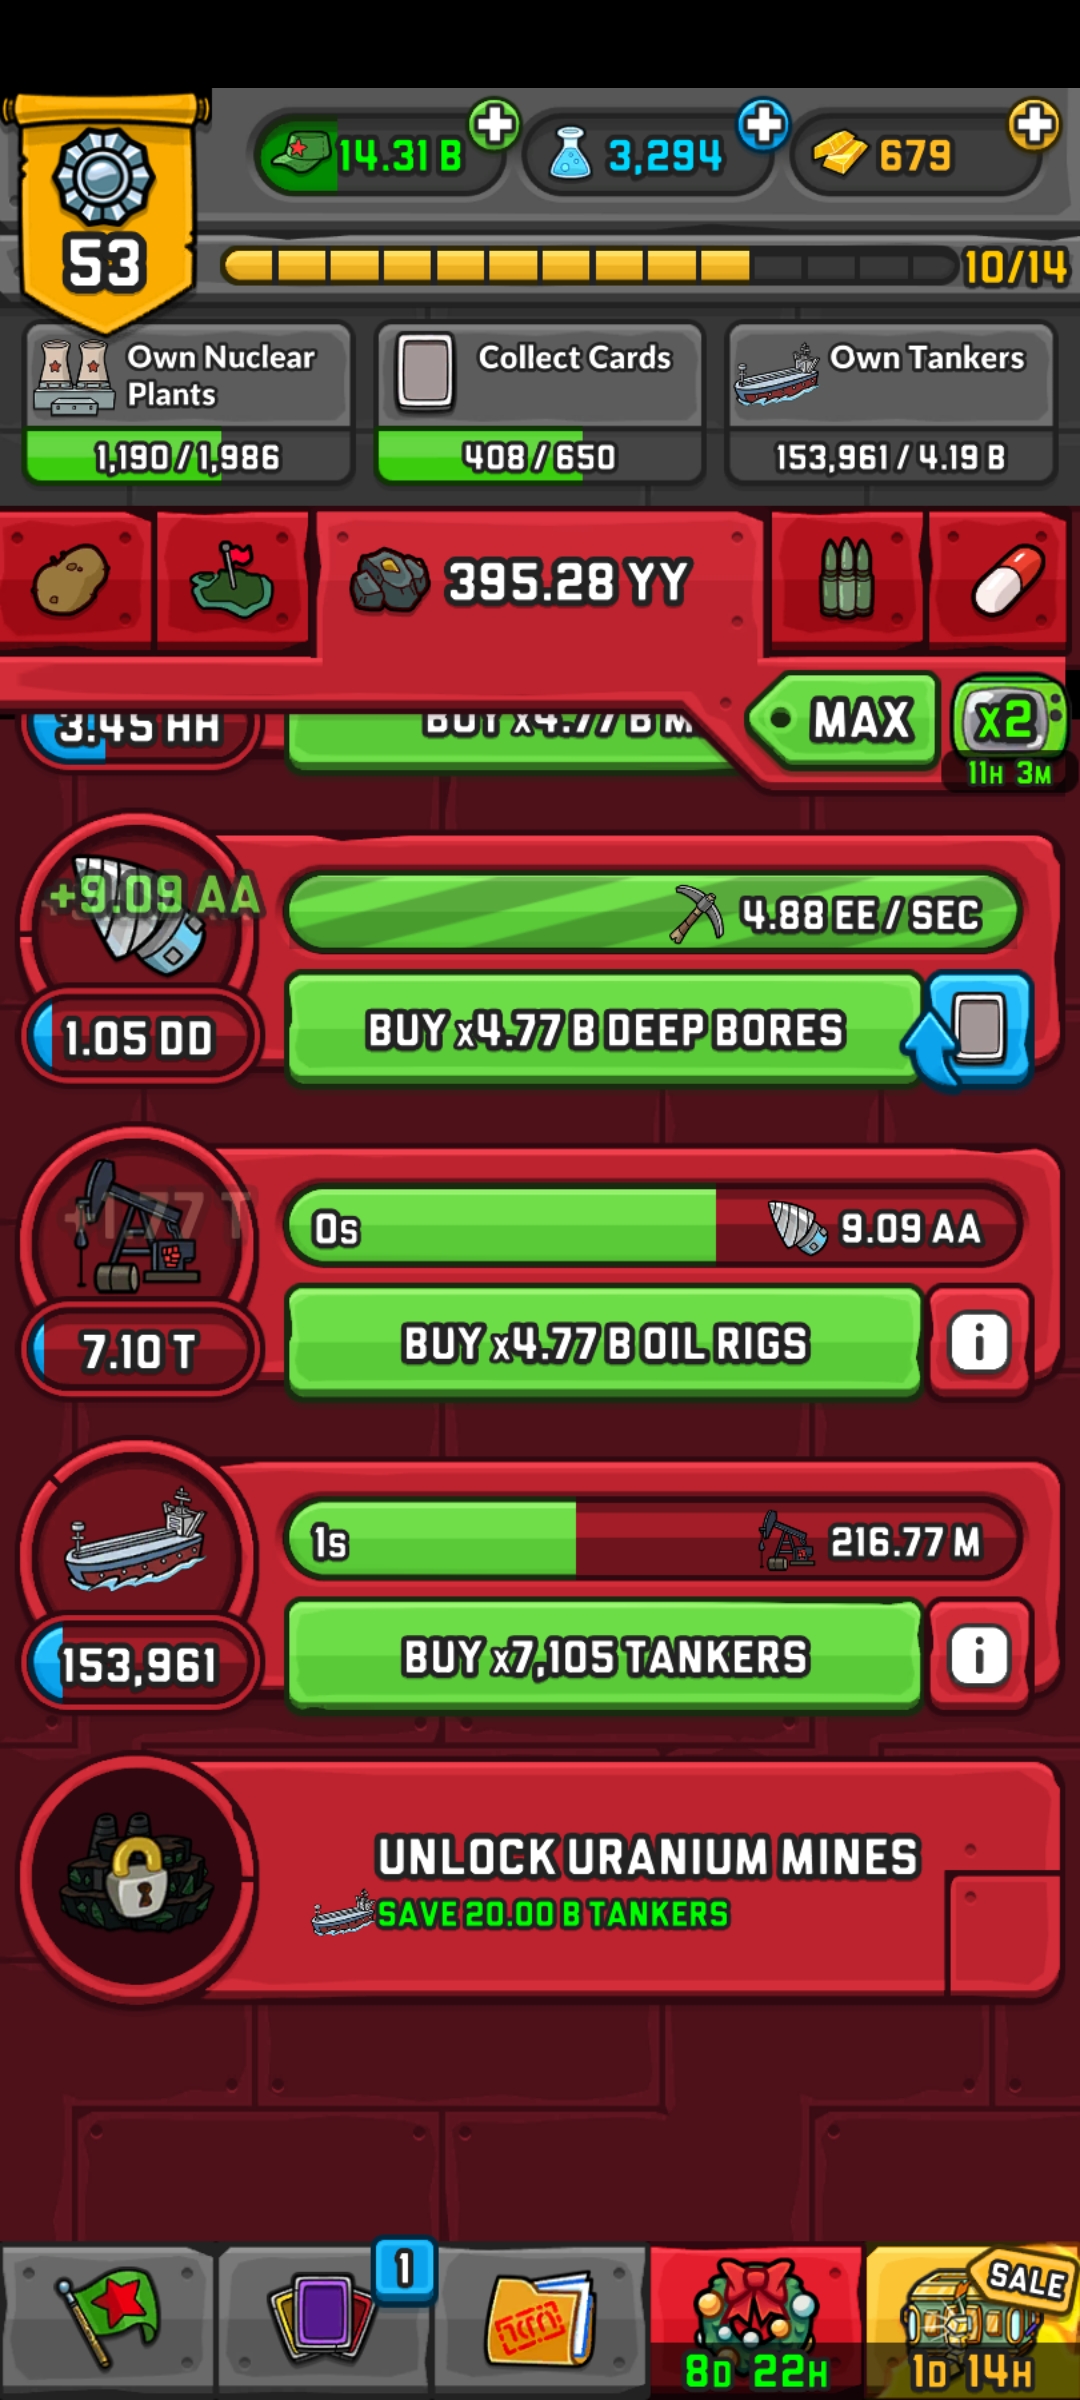 14.31 B
3,294
679
53
10/14
Own Nuclear
Plants
Collect Cards
Own Tankers
1,190 / 1,986
408 / 650
153,961 / 4.19 B
395.28 YY
3.45 HH
BUY x4.77 B M
MAX
x2
11H 3M
+9.09 AA
4.88 EE / SEC
1.05 DD
BUY x4.77 B DEEP BORES
+1.77 T
0s
9.09 AA
7.10 T
BUY x4.77 B OIL RIGS
i
1s
216.77 M
153,961
BUY x7,105 TANKERS
i
UNLOCK URANIUM MINES
SAVE 20.00 B TANKERS
1
SALE
8D 22H
1D 14H